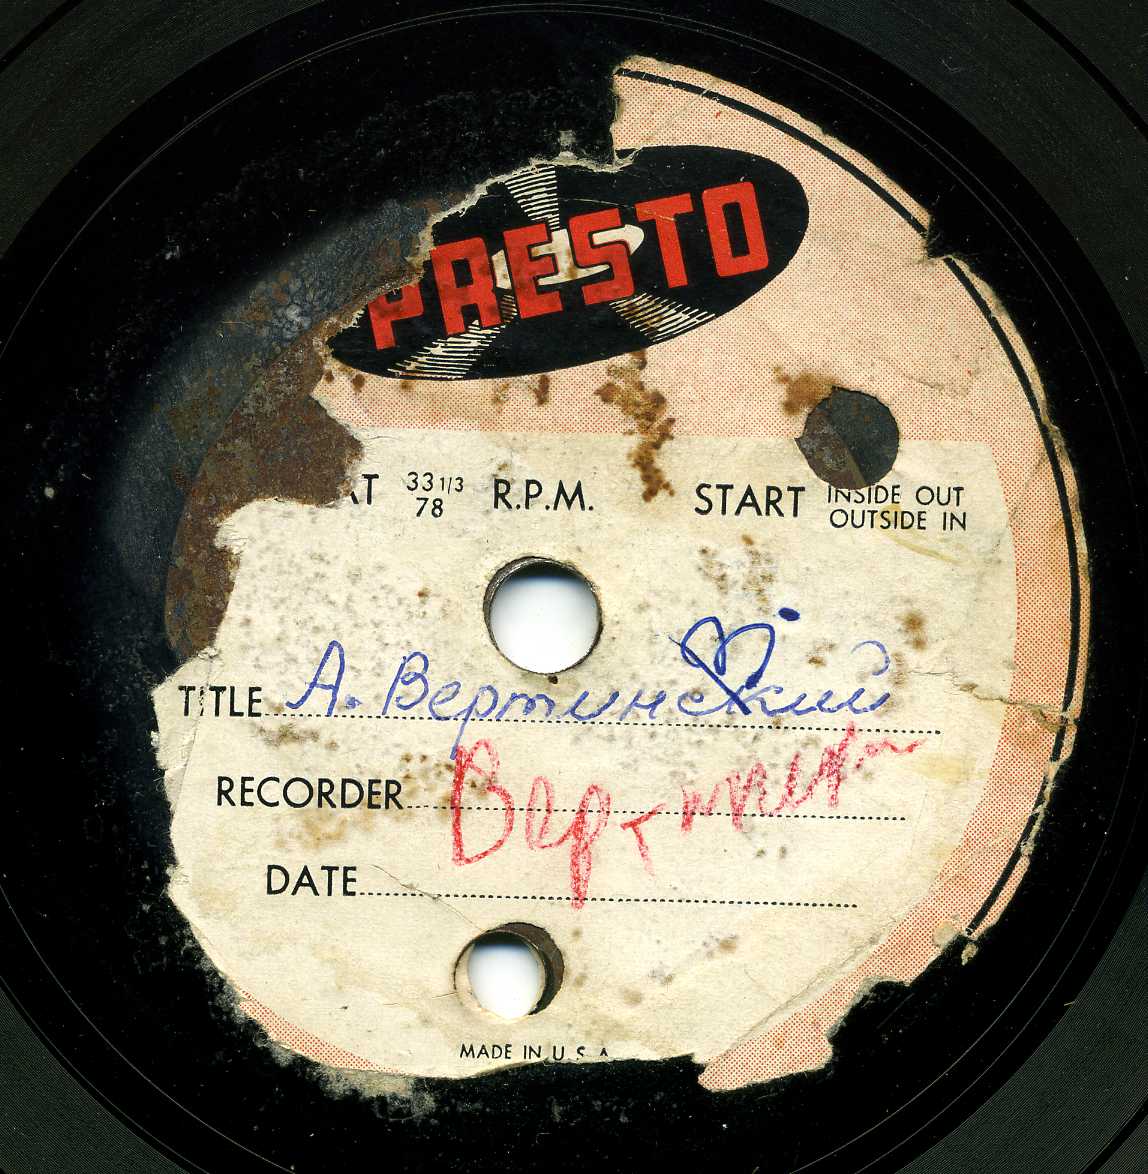 PRESTO
AT 33 1/3 R.P.M. START INSIDE OUT
78 OUTSIDE IN
TITLE А. Вертинский
RECORDER
DATE
MADE IN U.S.A.